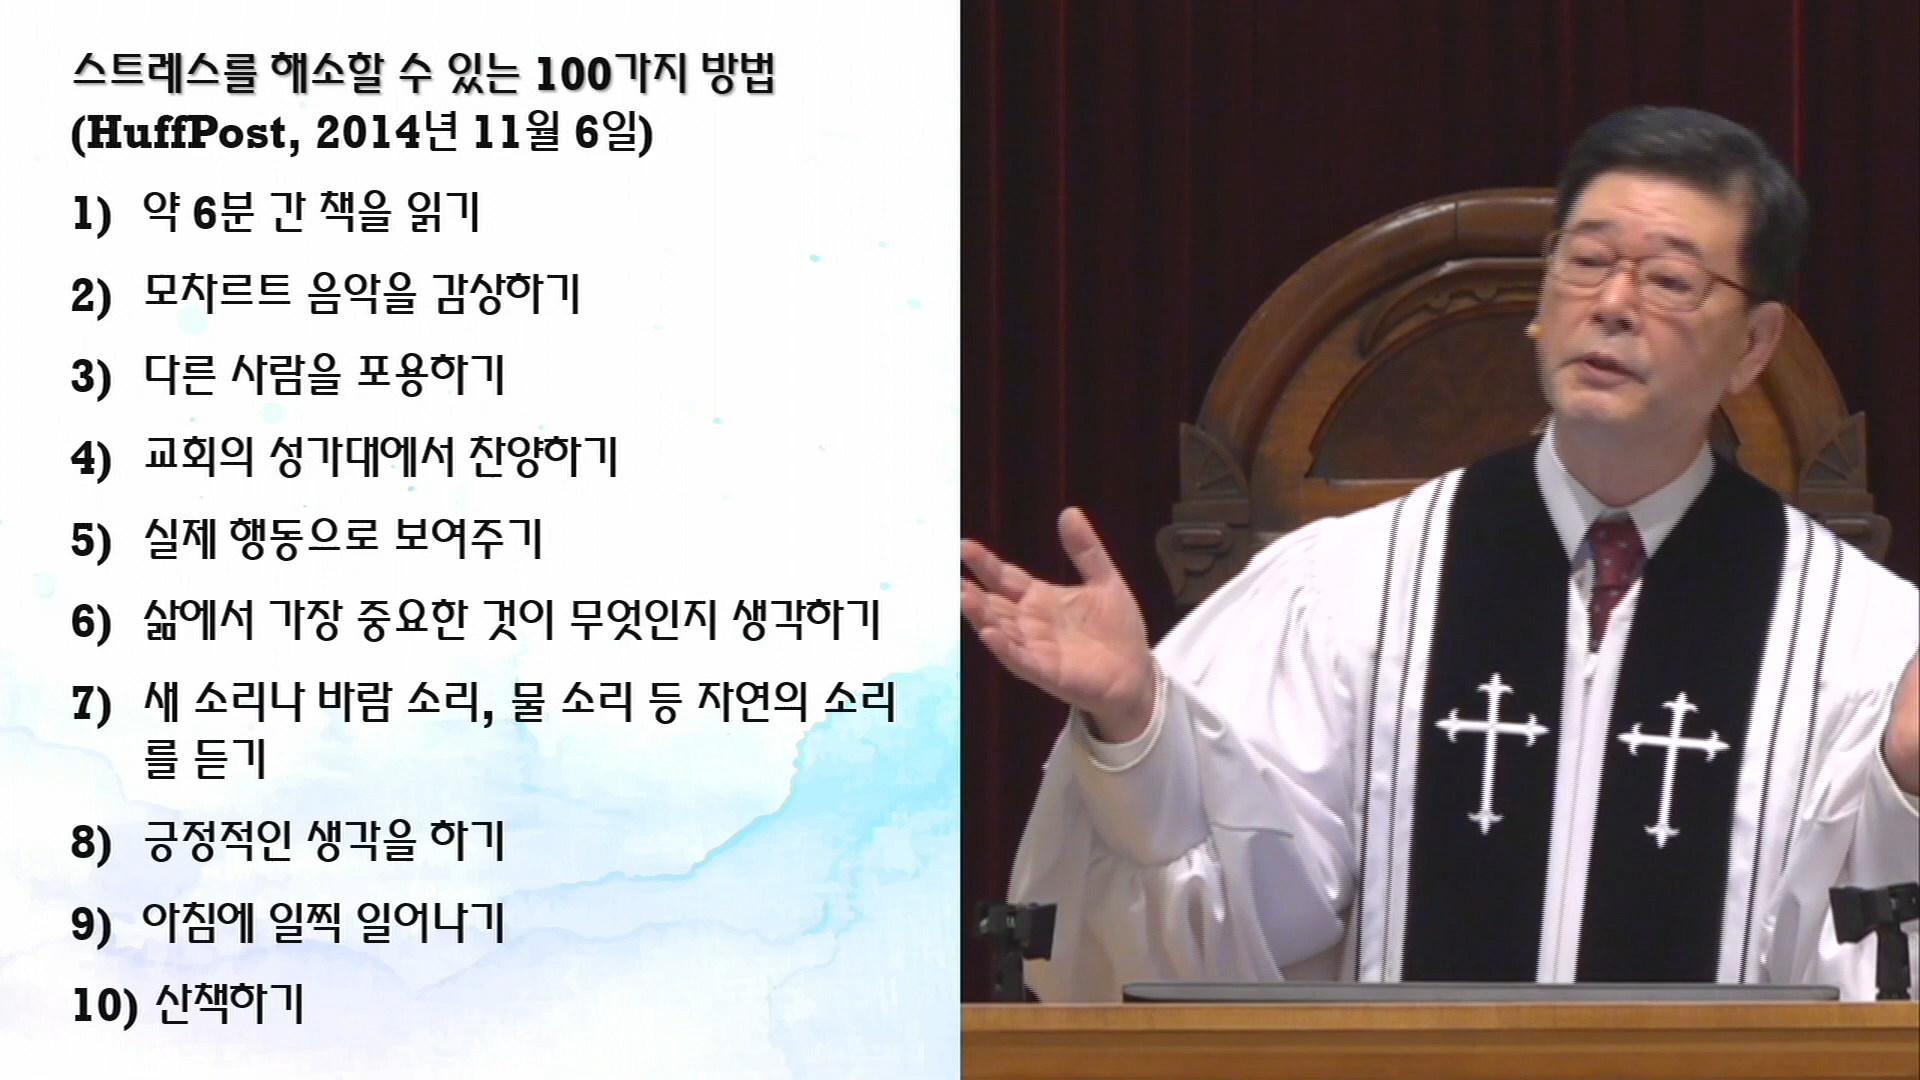 스트레스를 해소할 수 있는 100가지 방법
(HuffPost, 2014년 11월 6일)
1) 약 6분 간 책을 읽기
2) 모차르트 음악을 감상하기
3) 다른 사람을 포용하기
4) 교회의 성가대에서 찬양하기
5) 실제 행동으로 보여주기
6) 삶에서 가장 중요한 것이 무엇인지 생각하기
7) 새 소리나 바람 소리, 물 소리 등 자연의 소리
를 듣기
8) 긍정적인 생각을 하기
9) 아침에 일찍 일어나기
10) 산책하기